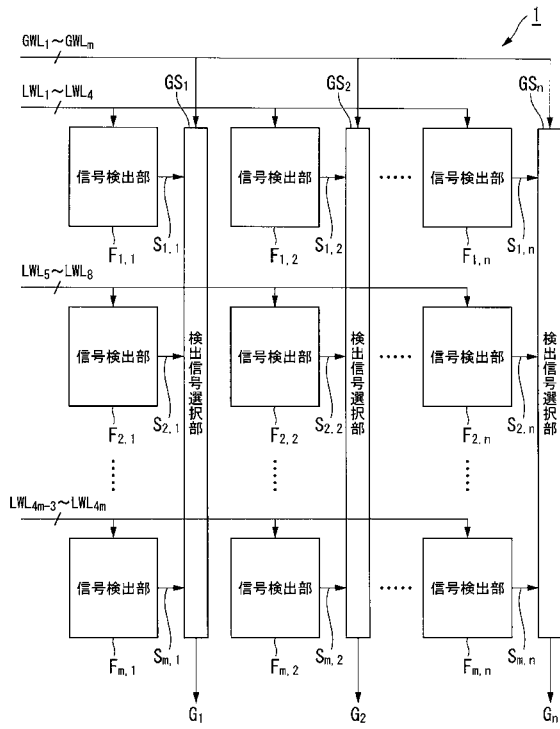 1
GWL1～GWLm
LWL1～LWL4
GS1
GS2
GSn
信号検出部
信号検出部
信号検出部
S1,1
S1,2
S1,n
F1,1
F1,2
F1,n
LWL5～LWL8
信号検出部
信号検出部
信号検出部
検出信号選択部
検出信号選択部
検出信号選択部
S2,1
S2,2
S2,n
F2,1
F2,2
F2,n
LWL4m-3～LWL4m
信号検出部
信号検出部
信号検出部
Sm,1
Sm,2
Sm,n
Fm,1
Fm,2
Fm,n
G1
G2
Gn